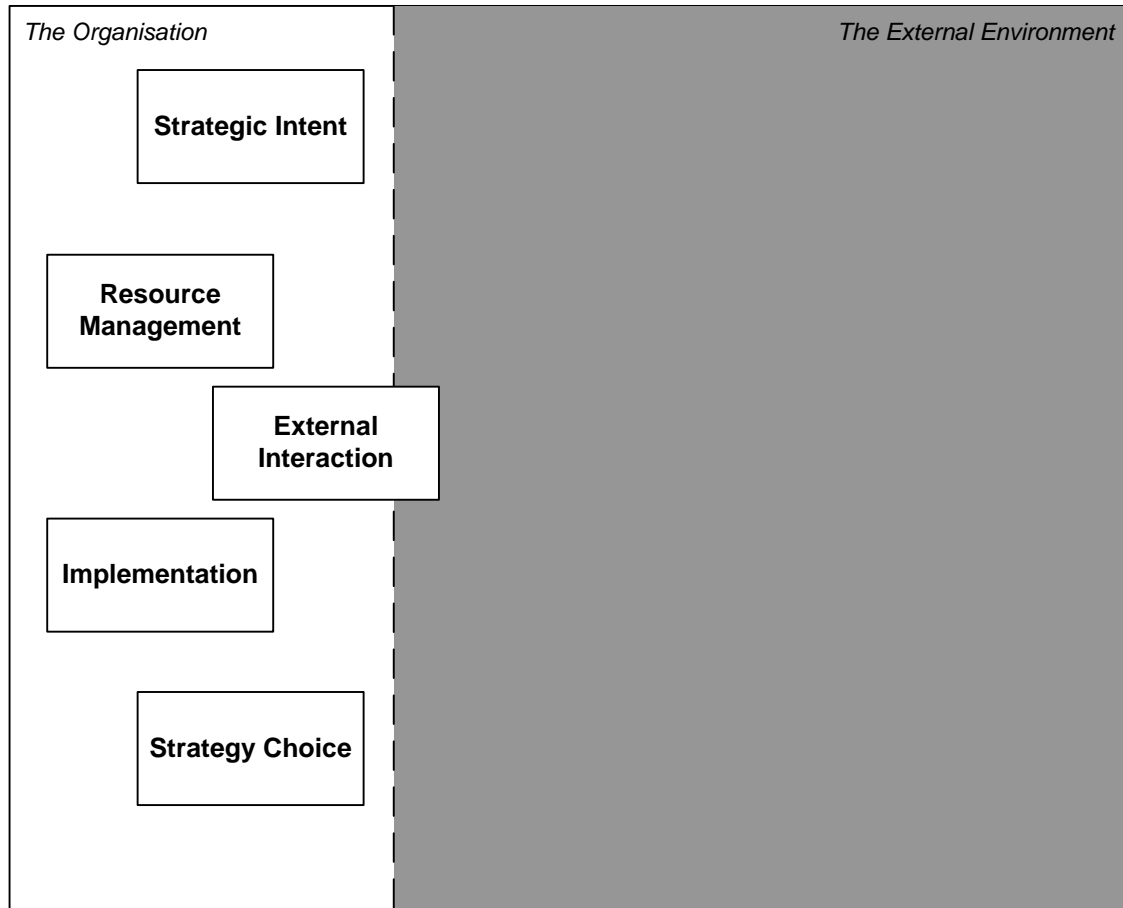 The Organisation
The External Environment
Strategic Intent
Resource
Management
External
Interaction
Implementation
Strategy Choice